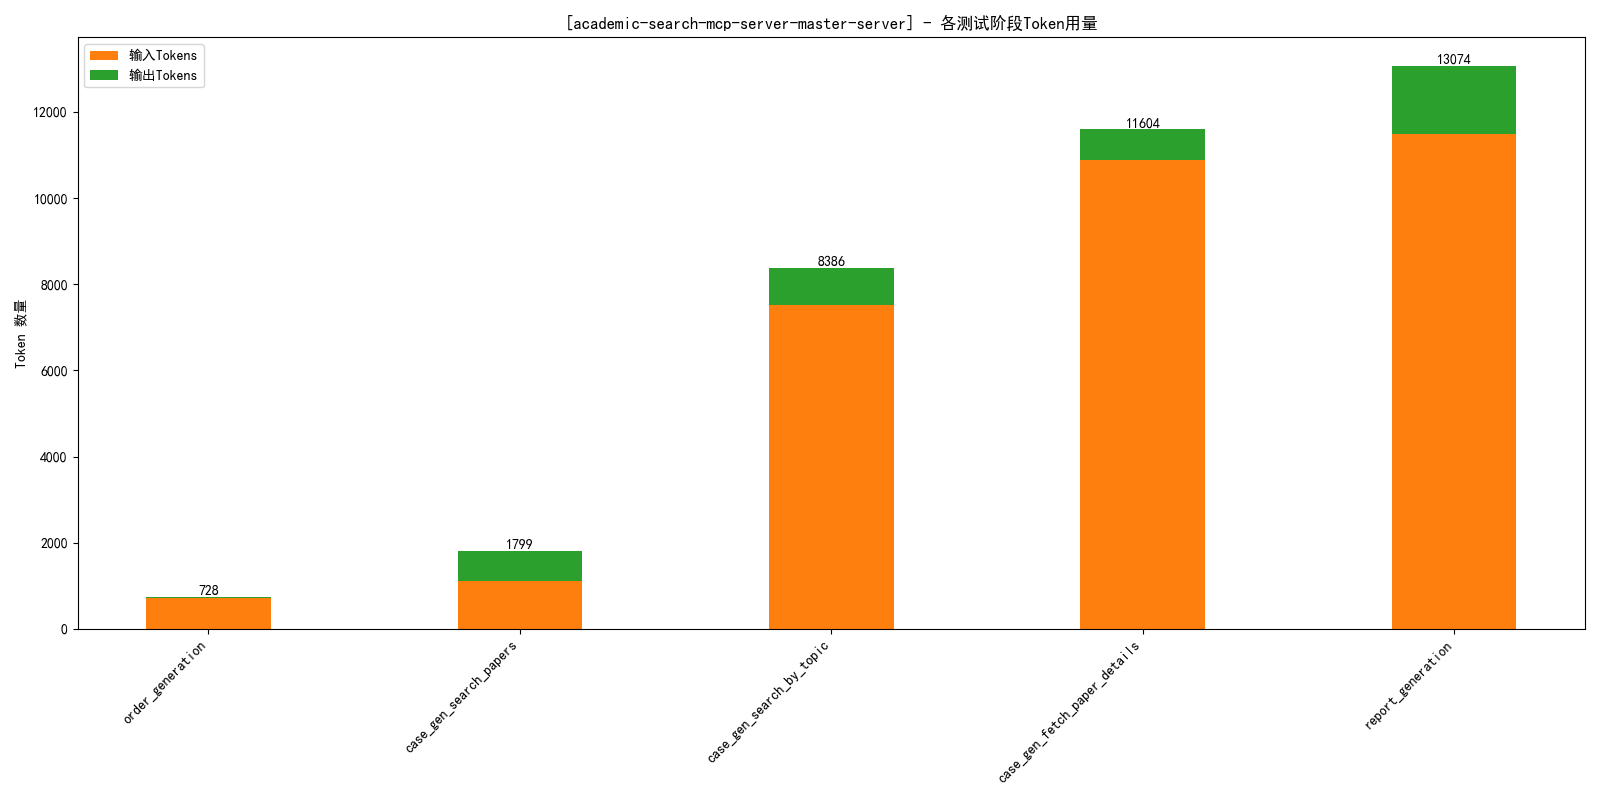 [academic-search-mcp-server-master-server] - 各测试阶段Token用量
输入Tokens
输出Tokens
Token 数量
12000
10000
8000
6000
4000
2000
0
728
1799
8386
11604
13074
order_generation
case_gen_search_papers
case_gen_search_by_topic
case_gen_fetch_paper_details
report_generation